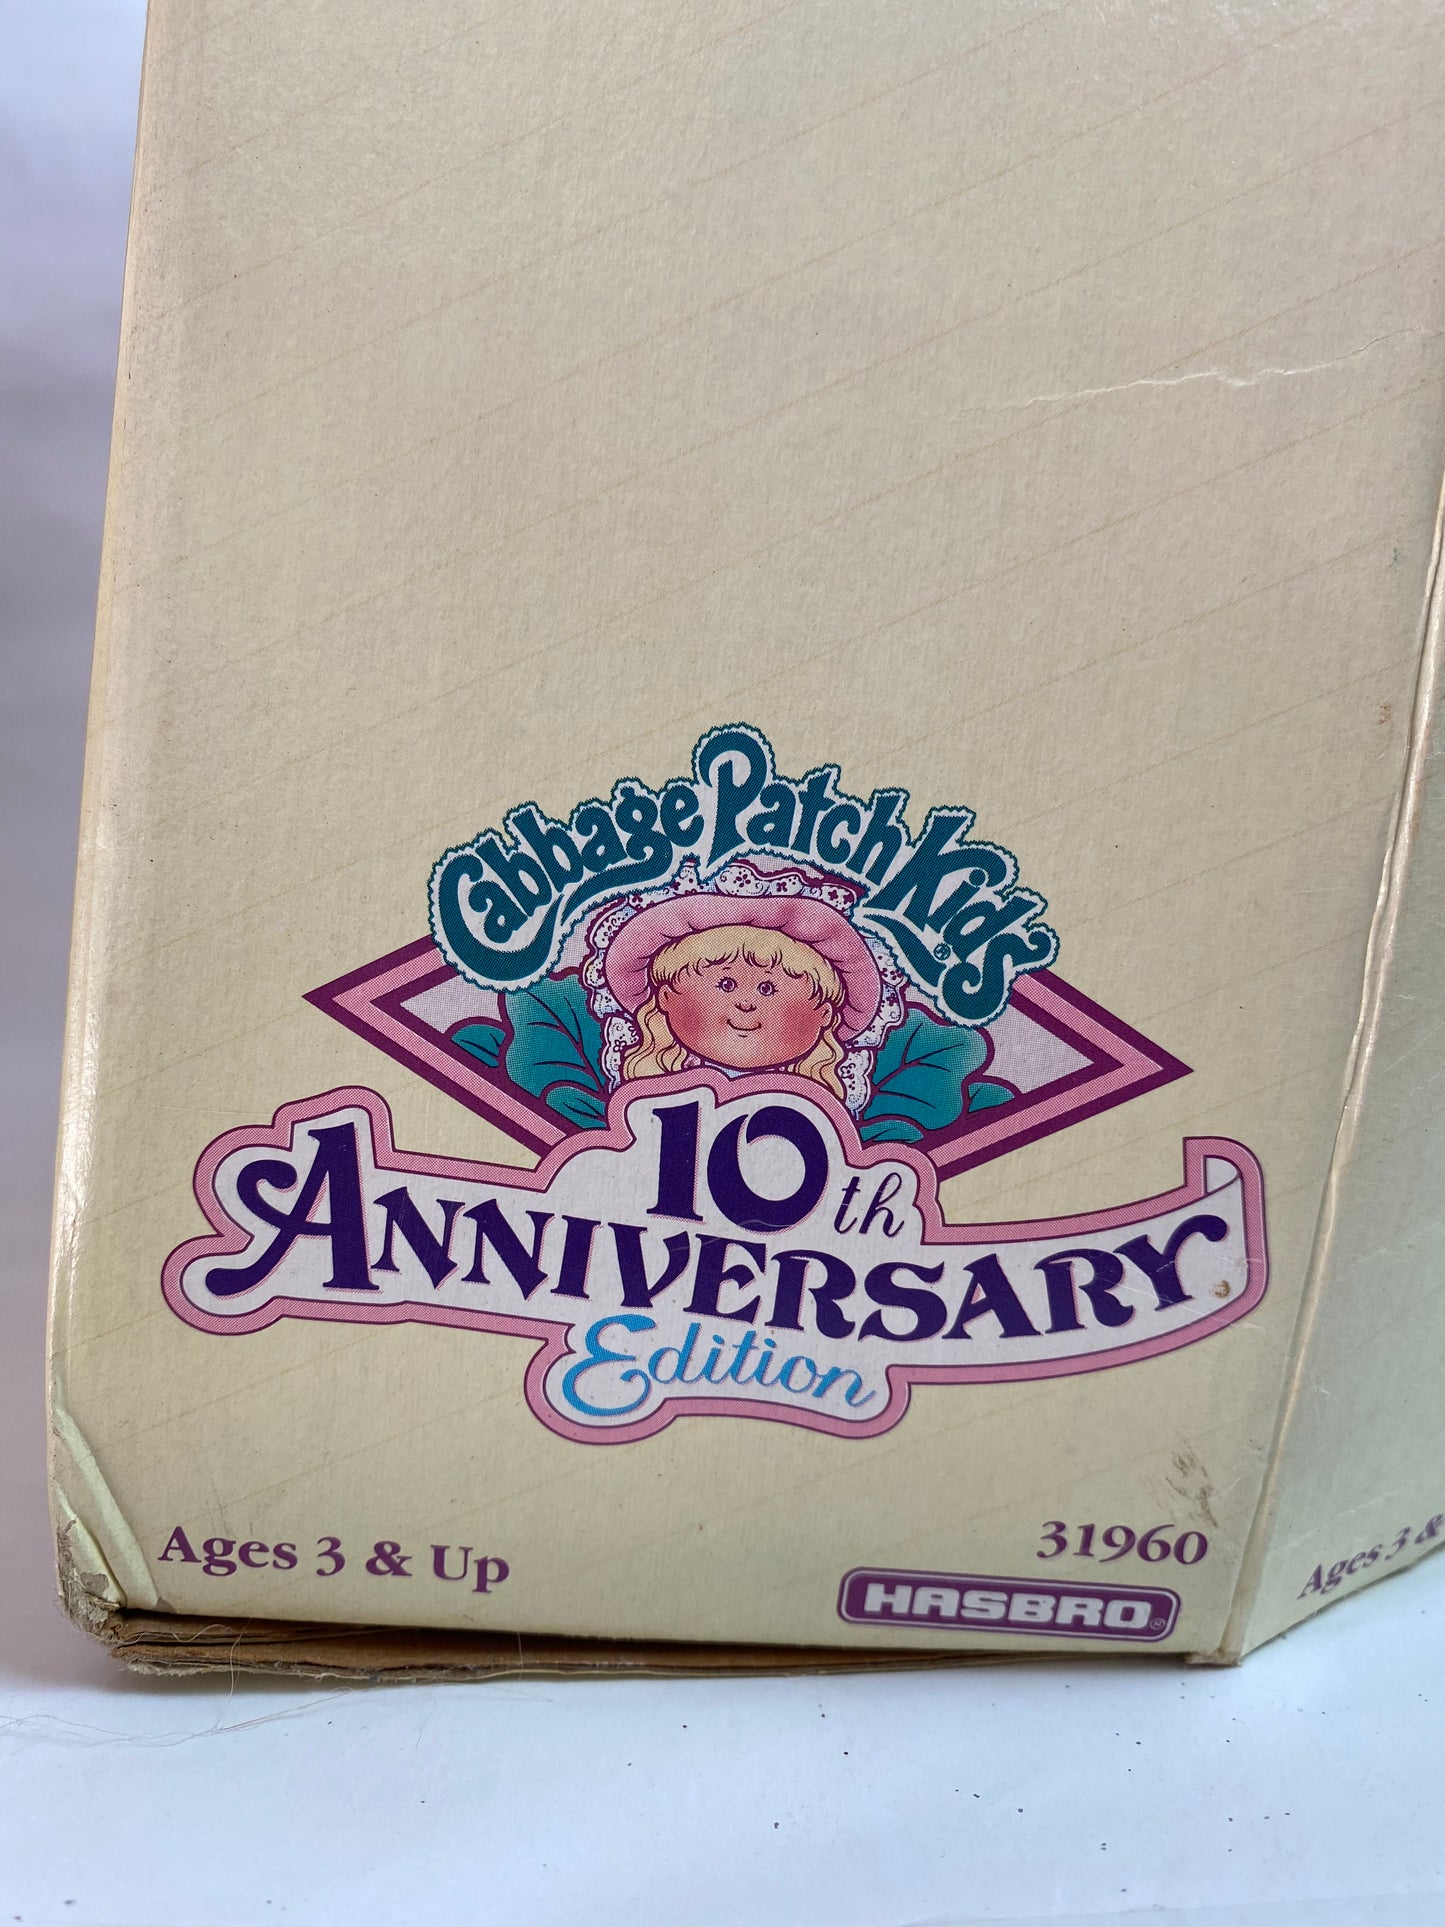 Cabbage Patch Kids®
10th
ANNIVERSARY
Edition
Ages 3 & Up
31960
HASBRO®
Ages 3 &